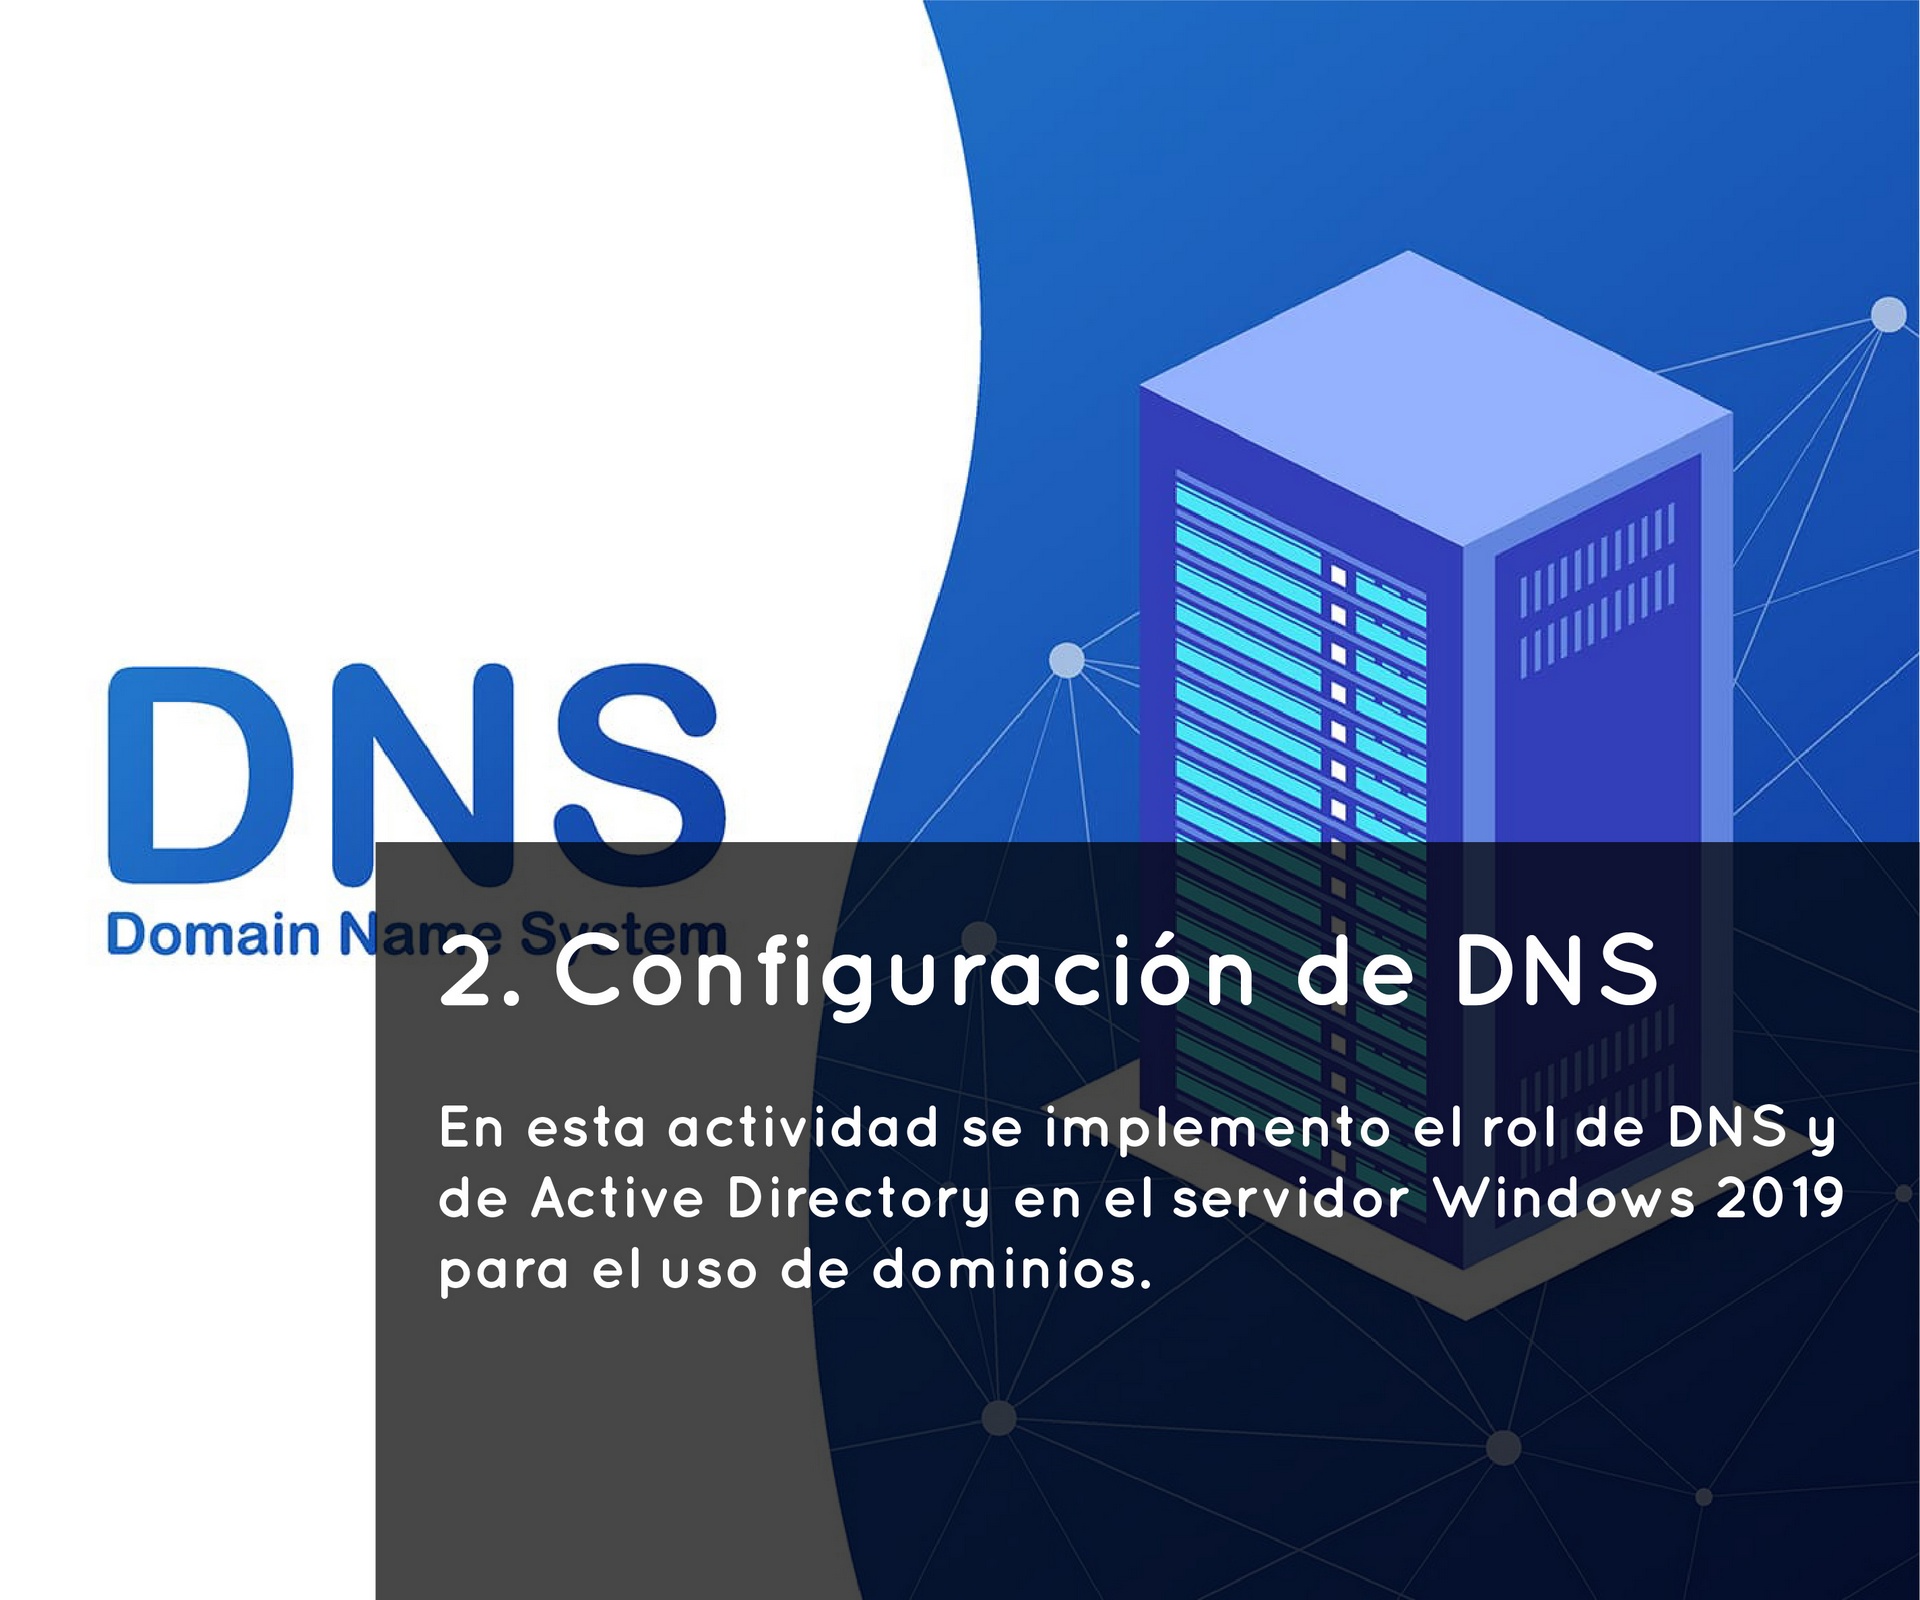 DNS
Domain Name System
2. Configuración de DNS
En esta actividad se implemento el rol de DNS y
de Active Directory en el servidor Windows 2019
para el uso de dominios.